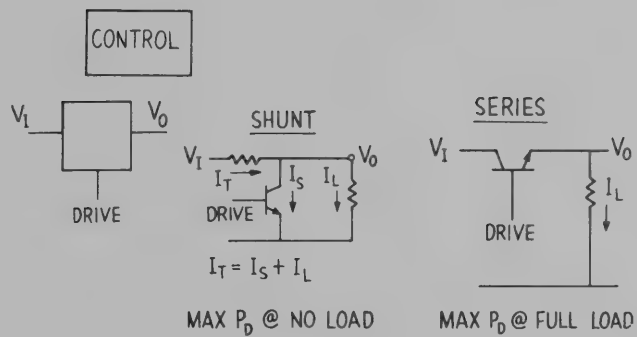 CONTROL
V_I
V_O
DRIVE
SHUNT
V_I
V_O
I_T
I_S
I_L
DRIVE
I_T = I_S + I_L
MAX P_D @ NO LOAD
SERIES
V_I
V_O
I_L
DRIVE
MAX P_D @ FULL LOAD